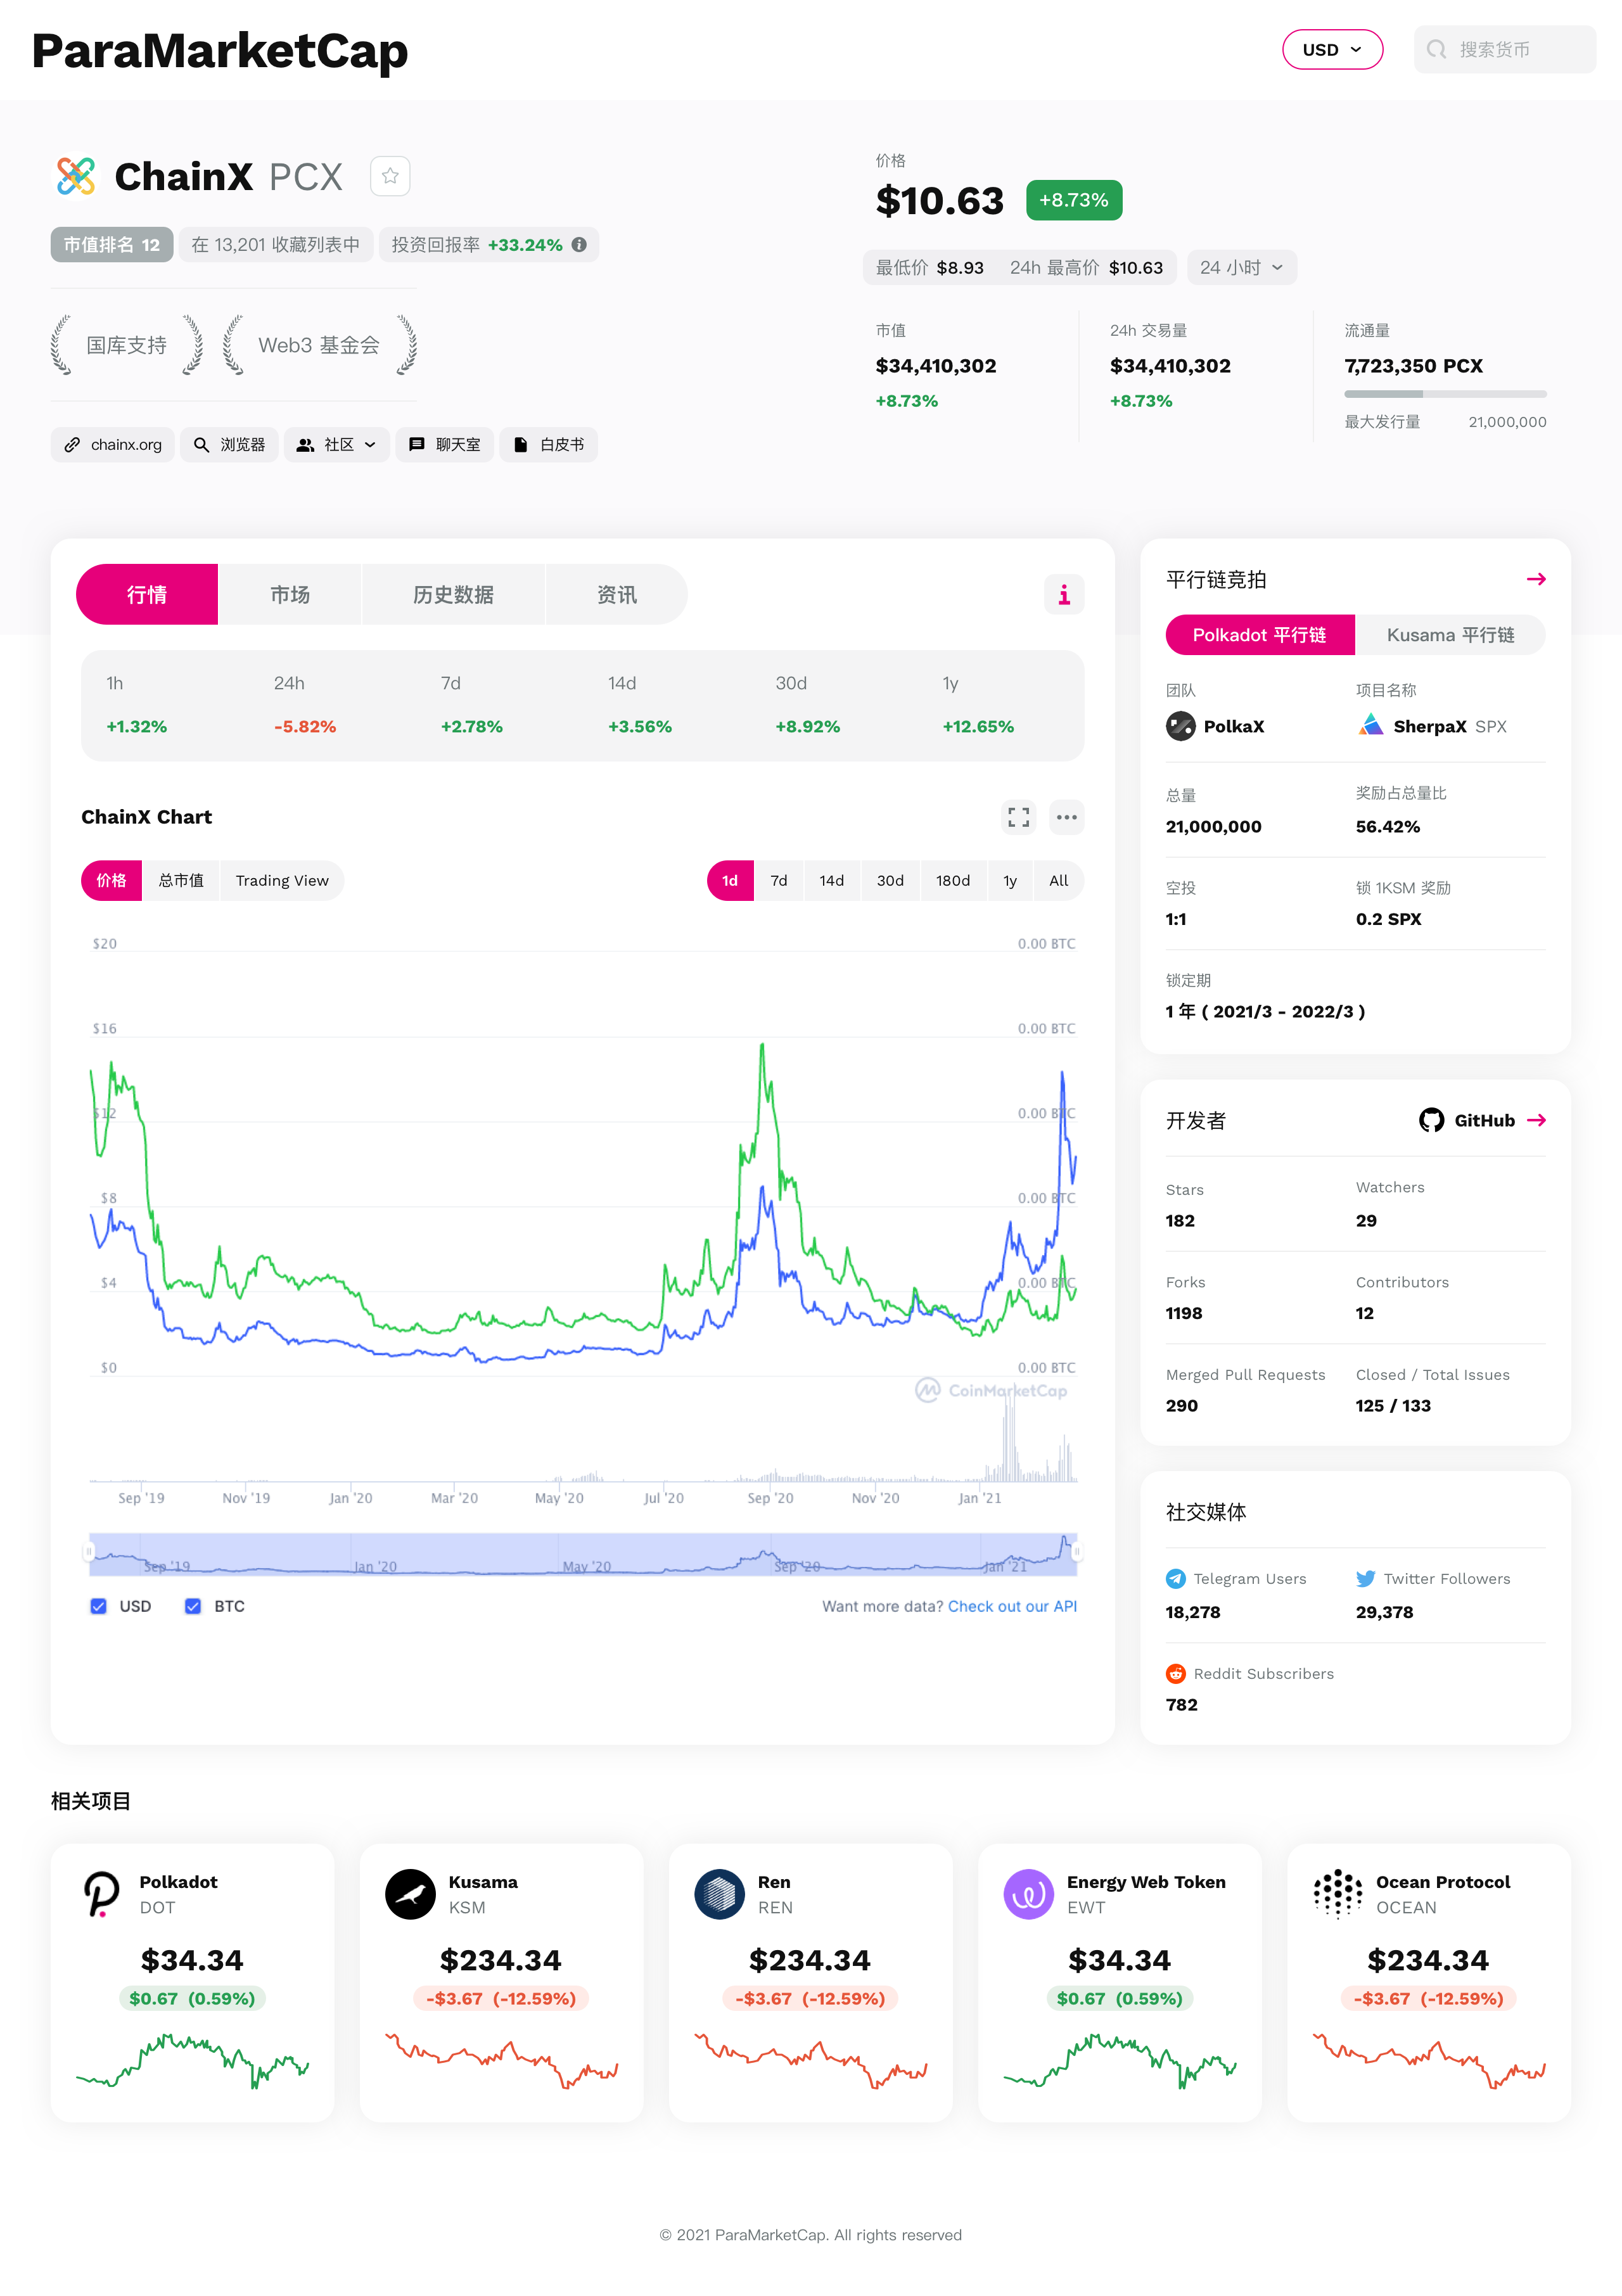 ParaMarketCap
USD
搜索货币
ChainX PCX
市值排名 12
在 13,201 收藏列表中
投资回报率 +33.24%
国库支持
Web3 基金会
chainx.org
浏览器
社区
聊天室
白皮书
价格
$10.63 +8.73%
最低价 $8.93 24h 最高价 $10.63
24 小时
市值
$34,410,302
+8.73%
24h 交易量
$34,410,302
+8.73%
流通量
7,723,350 PCX
最大发行量 21,000,000
行情 市场 历史数据 资讯
1h 24h 7d 14d 30d 1y
+1.32% -5.82% +2.78% +3.56% +8.92% +12.65%
ChainX Chart
价格 总市值 Trading View
1d 7d 14d 30d 180d 1y All
$20 0.00 BTC
$16 0.00 BTC
$12 0.00 BTC
$8 0.00 BTC
$4 0.00 BTC
$0 0.00 BTC
CoinMarketCap
Sep '19 Nov '19 Jan '20 Mar '20 May '20 Jul '20 Sep '20 Nov '20 Jan '21
Sep '19 Jan '20 May '20 Sep '20 Jan '21
USD BTC
Want more data? Check out our API
平行链竞拍
Polkadot 平行链 Kusama 平行链
团队 项目名称
PolkaX SherpaX SPX
总量 奖励占总量比
21,000,000 56.42%
空投 锁 1KSM 奖励
1:1 0.2 SPX
锁定期
1 年 ( 2021/3 - 2022/3 )
开发者 GitHub
Stars Watchers
182 29
Forks Contributors
1198 12
Merged Pull Requests Closed / Total Issues
290 125 / 133
社交媒体
Telegram Users Twitter Followers
18,278 29,378
Reddit Subscribers
782
相关项目
Polkadot
DOT
$34.34
$0.67 (0.59%)
Kusama
KSM
$234.34
-$3.67 (-12.59%)
Ren
REN
$234.34
-$3.67 (-12.59%)
Energy Web Token
EWT
$34.34
$0.67 (0.59%)
Ocean Protocol
OCEAN
$234.34
-$3.67 (-12.59%)
© 2021 ParaMarketCap. All rights reserved